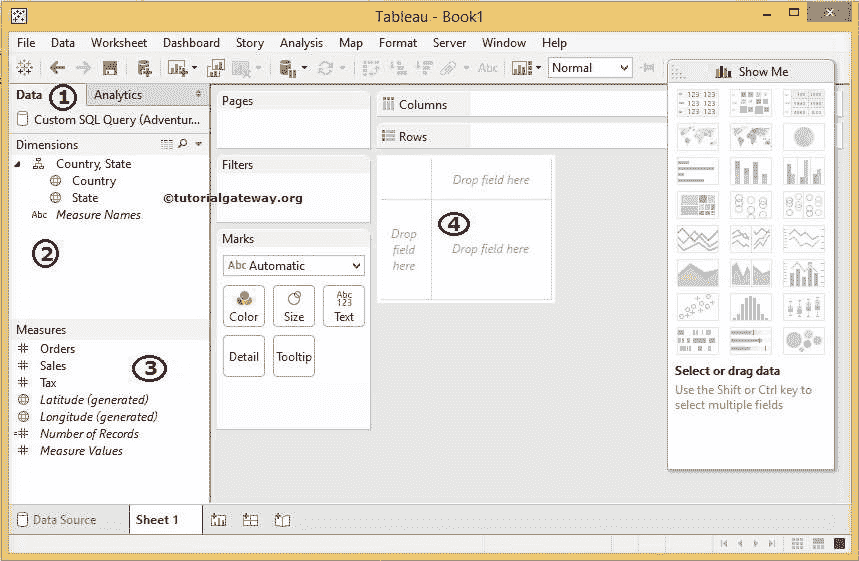 Tableau - Book1
File Data Worksheet Dashboard Story Analysis Map Format Server Window Help
Abc Normal
Data 1 Analytics
Custom SQL Query (Adventur...
Dimensions
Country, State
Country
State
Abc Measure Names
2
Measures
Orders
Sales
3
Tax
Latitude (generated)
Longitude (generated)
Number of Records
Measure Values
©tutorialgateway.org
Pages
Filters
Marks
Abc Automatic
Color Size Abc 123 Text
Detail Tooltip
Columns
Rows
Drop field here
Drop
field
here
4
Drop field here
Show Me
Select or drag data
Use the Shift or Ctrl key to
select multiple fields
Data Source Sheet 1